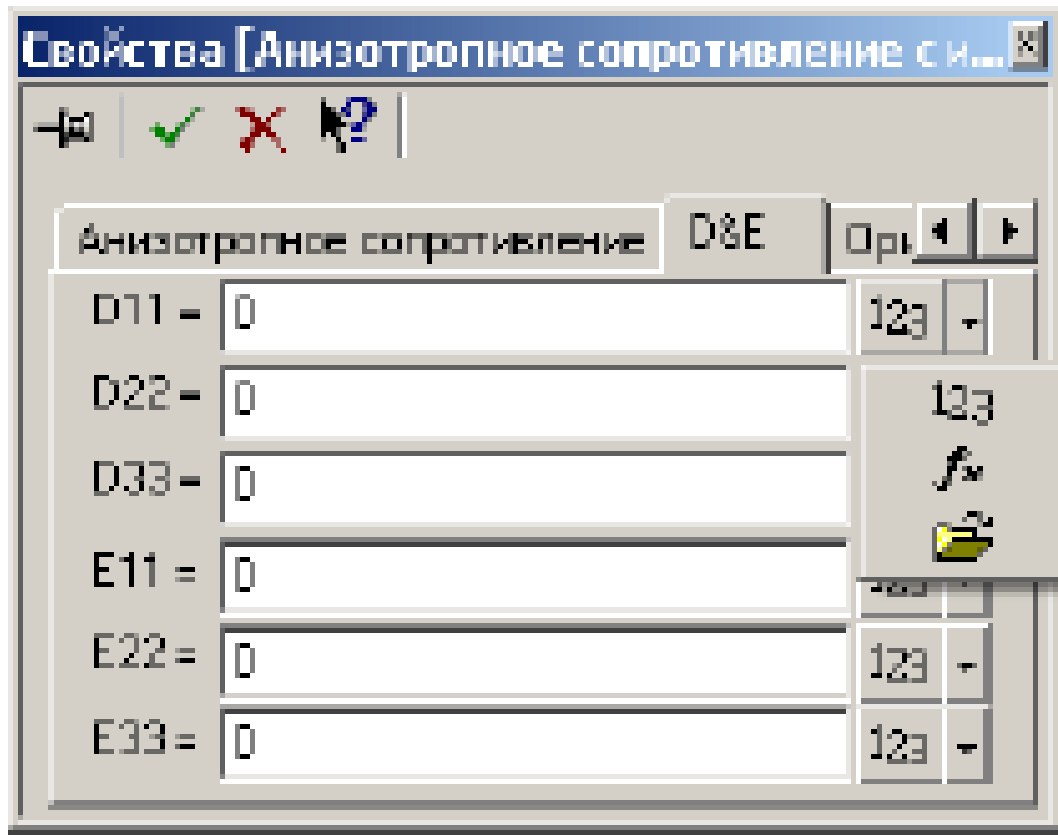 Свойства [Анизотропное сопротивление с и...
Анизотропное сопротивление D&E
D11 = 0 123
D22 = 0 123
D33 = 0 fx
E11 = 0
E22 = 0 123
E33 = 0 123